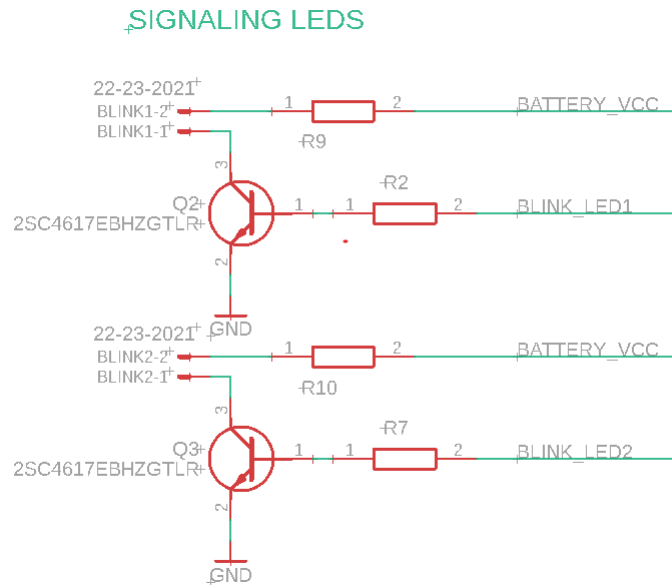 SIGNALING LEDS
22-23-2021
BLINK1-2
1 2
BATTERY_VCC
BLINK1-1
R9
3
R2
Q2
1 1 2
BLINK_LED1
2SC4617EBHZGTLR
2
GND
22-23-2021
BLINK2-2
1 2
BATTERY_VCC
BLINK2-1
R10
3
R7
Q3
1 1 2
BLINK_LED2
2SC4617EBHZGTLR
2
GND